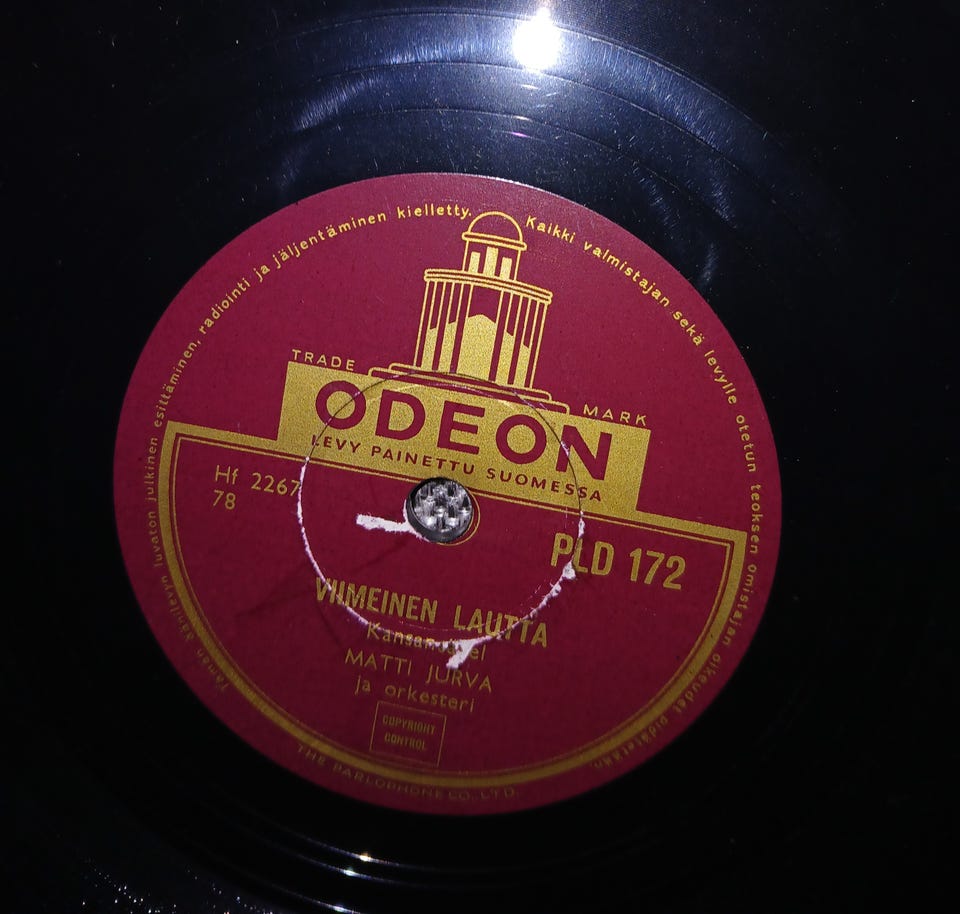 Kaikki valmistajan sekä levylle otetun teoksen omistajan oikeudet pidätetään.
Tämän äänilevyn luvaton julkinen esittäminen, radiointi ja jäljentäminen kielletty.
TRADE MARK
ODEON
LEVY PAINETTU SUOMESSA
Hf 2267
78
PLD 172
VIIMEINEN LAUTTA
MATTI JURVA
ja orkesteri
COPYRIGHT
CONTROL
THE PARLOPHONE CO., LTD.